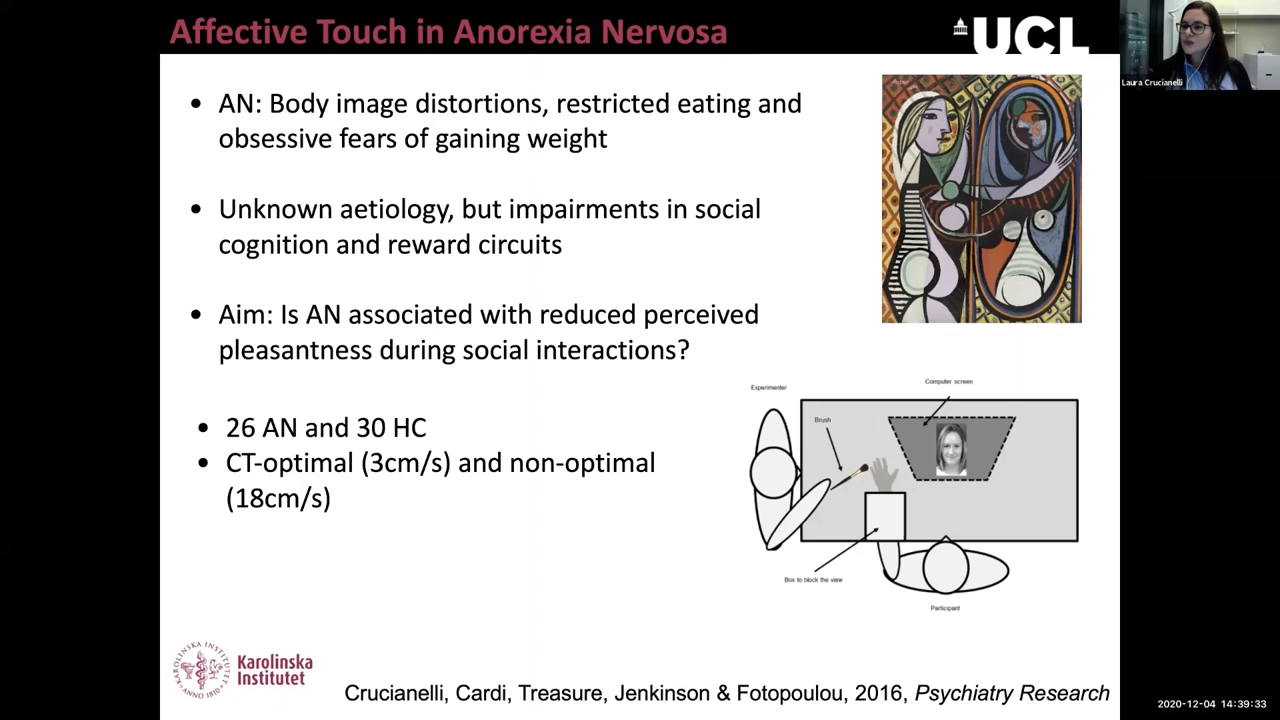 Affective Touch in Anorexia Nervosa
UCL
Laura Crucianelli
• AN: Body image distortions, restricted eating and
obsessive fears of gaining weight
• Unknown aetiology, but impairments in social
cognition and reward circuits
• Aim: Is AN associated with reduced perceived
pleasantness during social interactions?
• 26 AN and 30 HC
• CT-optimal (3cm/s) and non-optimal
(18cm/s)
Experimenter
Computer screen
Brush
Box to block the view
Participant
KAROLINSKA INSTITUTET
ANNO 1810
Karolinska
Institutet
Crucianelli, Cardi, Treasure, Jenkinson & Fotopoulou, 2016, Psychiatry Research
2020-12-04 14:39:33